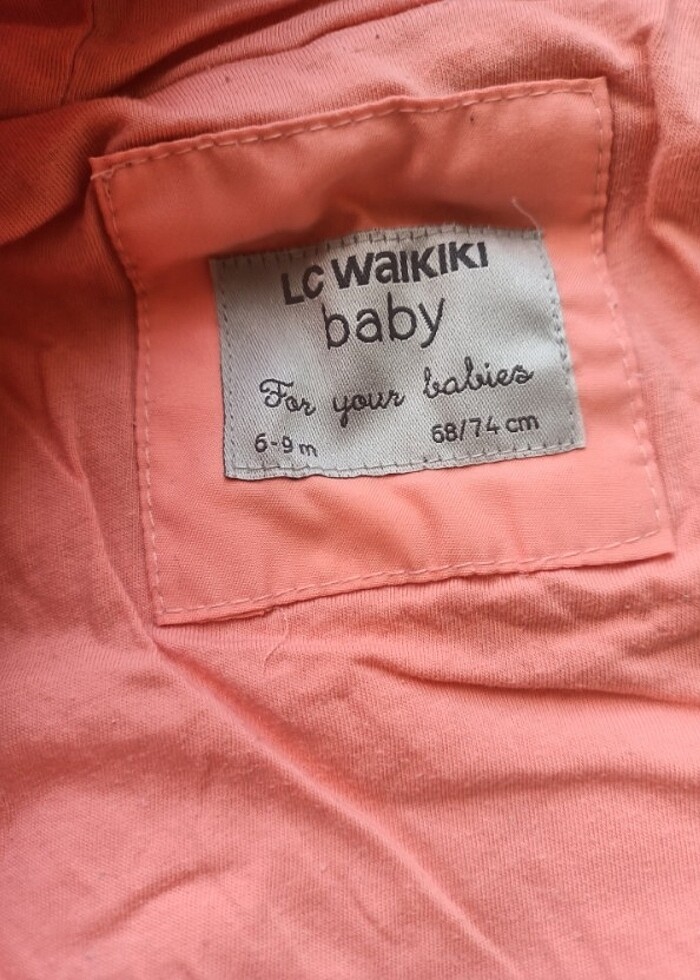 LC WaIKIKI
baby
For your babies
6-9 m 68/74 cm